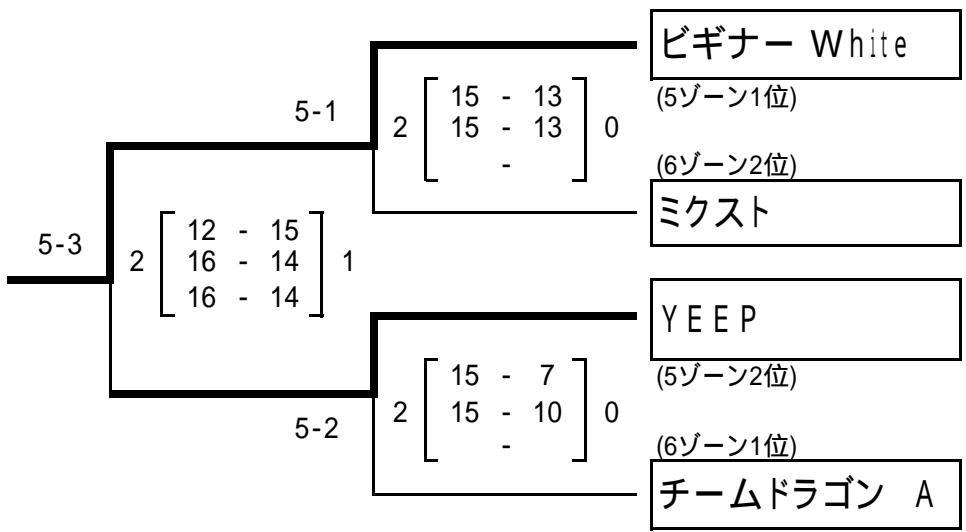 ビギナー White
(5ゾーン1位)
5-1
2 15 - 13 0
15 - 13
-
(6ゾーン2位)
ミクスト
5-3
2 12 - 15 1
16 - 14
16 - 14
YEEP
(5ゾーン2位)
5-2
2 15 - 7 0
15 - 10
-
(6ゾーン1位)
チームドラゴン A